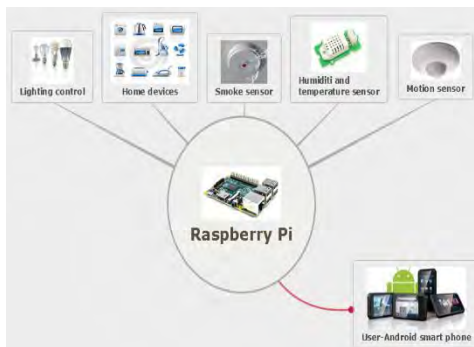 Lighting control
Home devices
Smoke sensor
Humiditi and
temperature sensor
Motion sensor
Raspberry Pi
User-Android smart phone